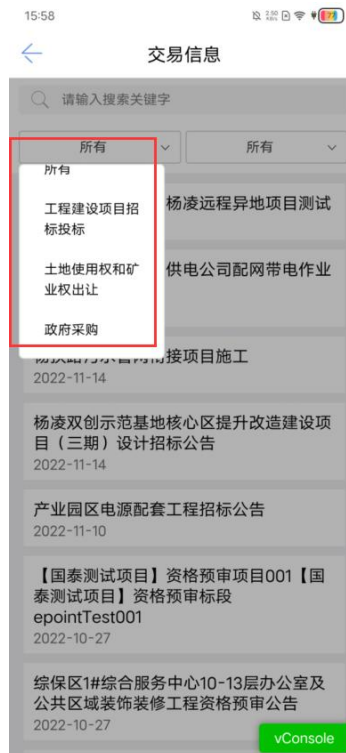 15:58
2.50
KB/s
77
交易信息
请输入搜索关键字
所有
所有
所有
工程建设项目招
标投标
土地使用权和矿
业权出让
政府采购
杨凌远程异地项目测试
供电公司配网带电作业
接项目施工
2022-11-14
杨凌双创示范基地核心区提升改造建设项
目（三期）设计招标公告
2022-11-14
产业园区电源配套工程招标公告
2022-11-10
【国泰测试项目】资格预审项目001【国
泰测试项目】资格预审标段
epointTest001
2022-10-27
综保区1#综合服务中心10-13层办公室及
公共区域装饰装修工程资格预审公告
2022-10-27
vConsole